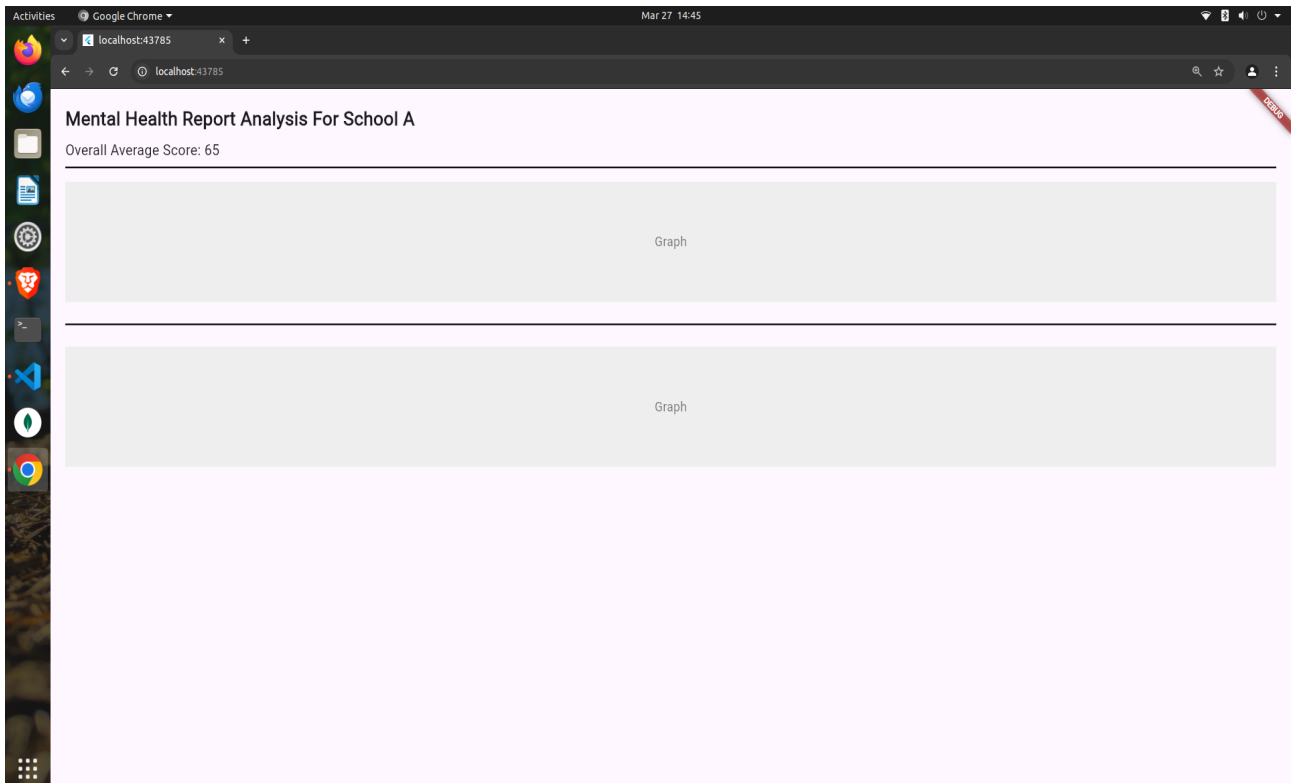 Activities Google Chrome Mar 27 14:45
localhost:43785
localhost:43785
DEBUG
Mental Health Report Analysis For School A
Overall Average Score: 65
Graph
Graph